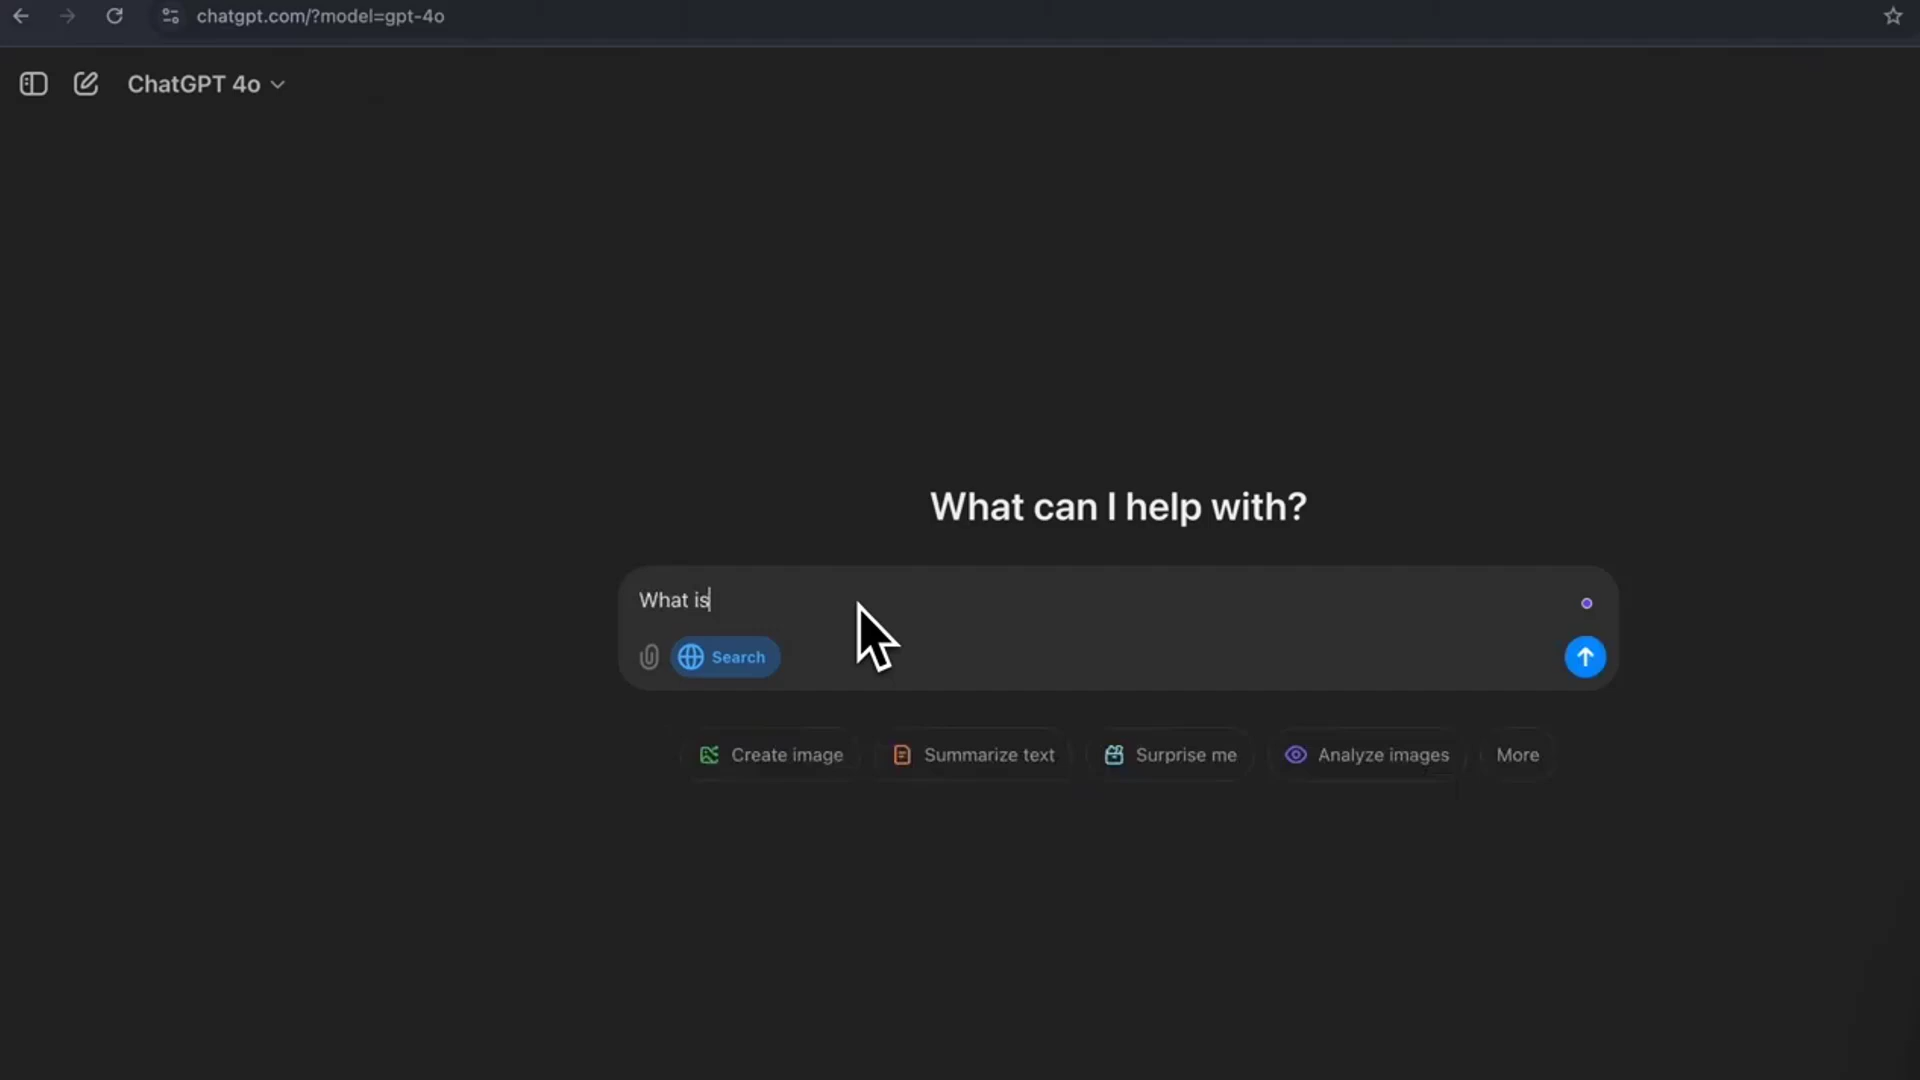 chatgpt.com/?model=gpt-4o
ChatGPT 4o
What can I help with?
What is
Search
Create image
Summarize text
Surprise me
Analyze images
More